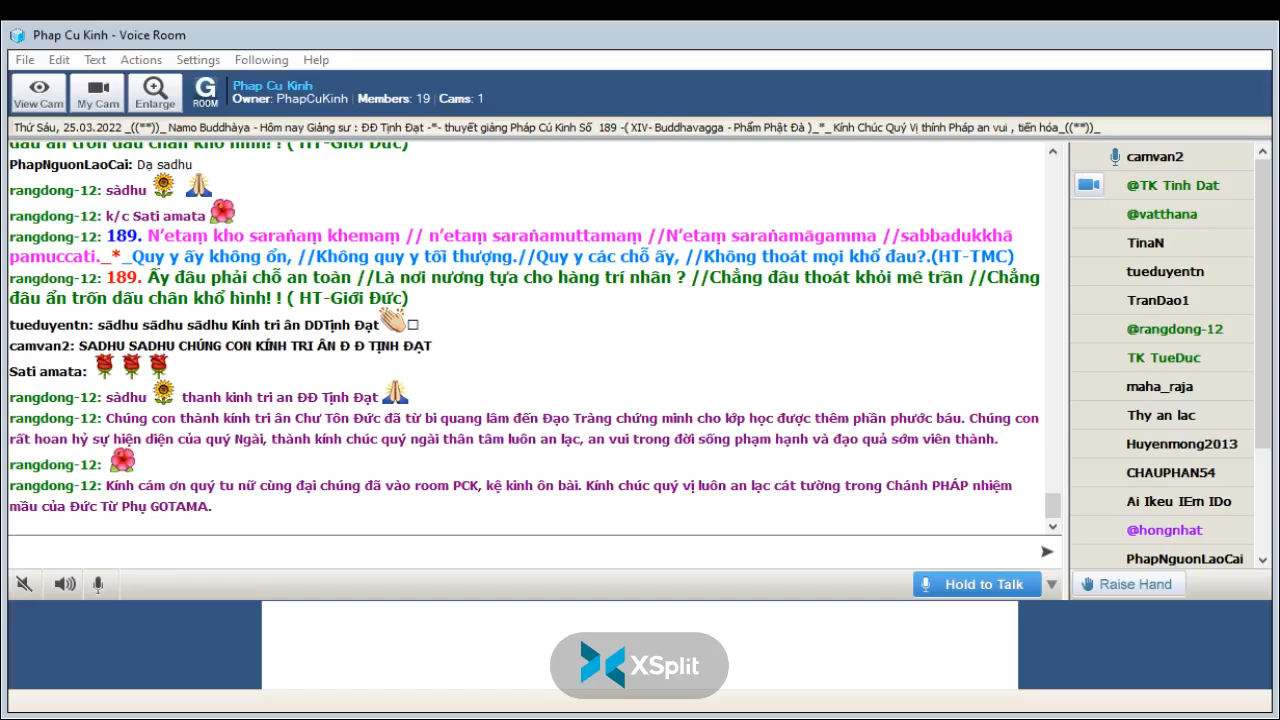 Phap Cu Kinh - Voice Room
File Edit Text Actions Settings Following Help
View Cam
My Cam
Enlarge
G
ROOM
Phap Cu Kinh
Owner: PhapCuKinh | Members: 19 | Cams: 1
Thứ Sáu, 25.03.2022 _((**))_ Namo Buddhàya - Hôm nay Giảng sư : ĐĐ Tịnh Đạt -*- thuyết giảng Pháp Cú Kinh Số 189 -( XIV- Buddhavagga - Phẩm Phật Đà )_*_ Kính Chúc Quý Vị thính Pháp an vui , tiến hóa_((**))_
đâu ẩn trốn dấu chân khổ hình! ! ( HT-Giới Đức)
PhapNguonLaoCai: Dạ sadhu
rangdong-12: sàdhu
rangdong-12: k/c Sati amata
rangdong-12: 189. N’etaṃ kho saraṅaṃ khemaṃ // n’etaṃ saraṅamuttamaṃ //N’etaṃ saraṅamāgamma //sabbadukkhā
pamuccati._*_Quy y ấy không ổn, //Không quy y tối thượng.//Quy y các chỗ ấy, //Không thoát mọi khổ đau?.(HT-TMC)
rangdong-12: 189. Ấy đâu phải chỗ an toàn //Là nơi nương tựa cho hàng trí nhân ? //Chẳng đâu thoát khỏi mê trần //Chẳng
đâu ẩn trốn dấu chân khổ hình! ! ( HT-Giới Đức)
tueduyentn: sādhu sādhu sādhu Kính tri ân DDTịnh Đạt
camvan2: SADHU SADHU CHÚNG CON KÍNH TRI ÂN Đ Đ TỊNH ĐẠT
Sati amata:
rangdong-12: sàdhu thanh kinh tri an ĐĐ Tịnh Đạt
rangdong-12: Chúng con thành kính tri ân Chư Tôn Đức đã từ bi quang lâm đến Đạo Tràng chứng minh cho lớp học được thêm phần phước báu. Chúng con
rất hoan hỷ sự hiện diện của quý Ngài, thành kính chúc quý ngài thân tâm luôn an lạc, an vui trong đời sống phạm hạnh và đạo quả sớm viên thành.
rangdong-12:
rangdong-12: Kính cám ơn quý tu nữ cùng đại chúng đã vào room PCK, kệ kinh ôn bài. Kính chúc quý vị luôn an lạc cát tường trong Chánh PHÁP nhiệm
mầu của Đức Từ Phụ GOTAMA.
camvan2
@TK Tinh Dat
@vatthana
TinaN
tueduyentn
TranDao1
@rangdong-12
TK TueDuc
maha_raja
Thy an lac
Huyenmong2013
CHAUPHAN54
Ai Ikeu IEm IDo
@hongnhat
PhapNguonLaoCai
Hold to Talk
Raise Hand
XSplit